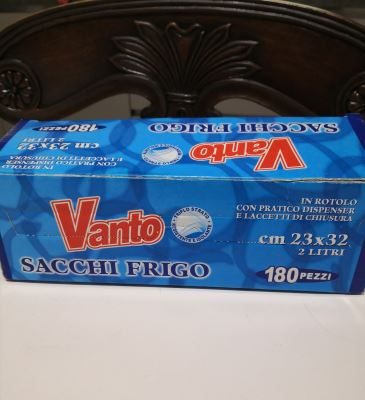 180 PEZZI
cm 23x32
2 LITRI
IN ROTOLO
CON PRATICO DISPENSER
E LACCETTI DI CHIUSURA
SACCHI FRIGO
Vanto
Vanto
SACCHI FRIGO
IN ROTOLO
CON PRATICO DISPENSER
E LACCETTI DI CHIUSURA
cm 23x32
2 LITRI
180 PEZZI